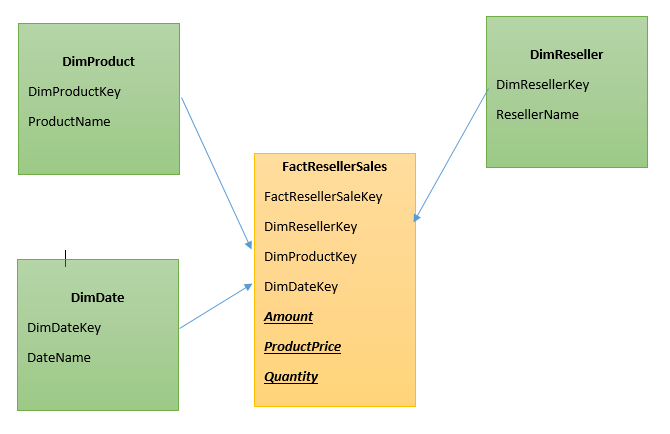 DimProduct
DimProductKey
ProductName
DimReseller
DimResellerKey
ResellerName
FactResellerSales
FactResellerSaleKey
DimResellerKey
DimProductKey
DimDateKey
Amount
ProductPrice
Quantity
DimDate
DimDateKey
DateName